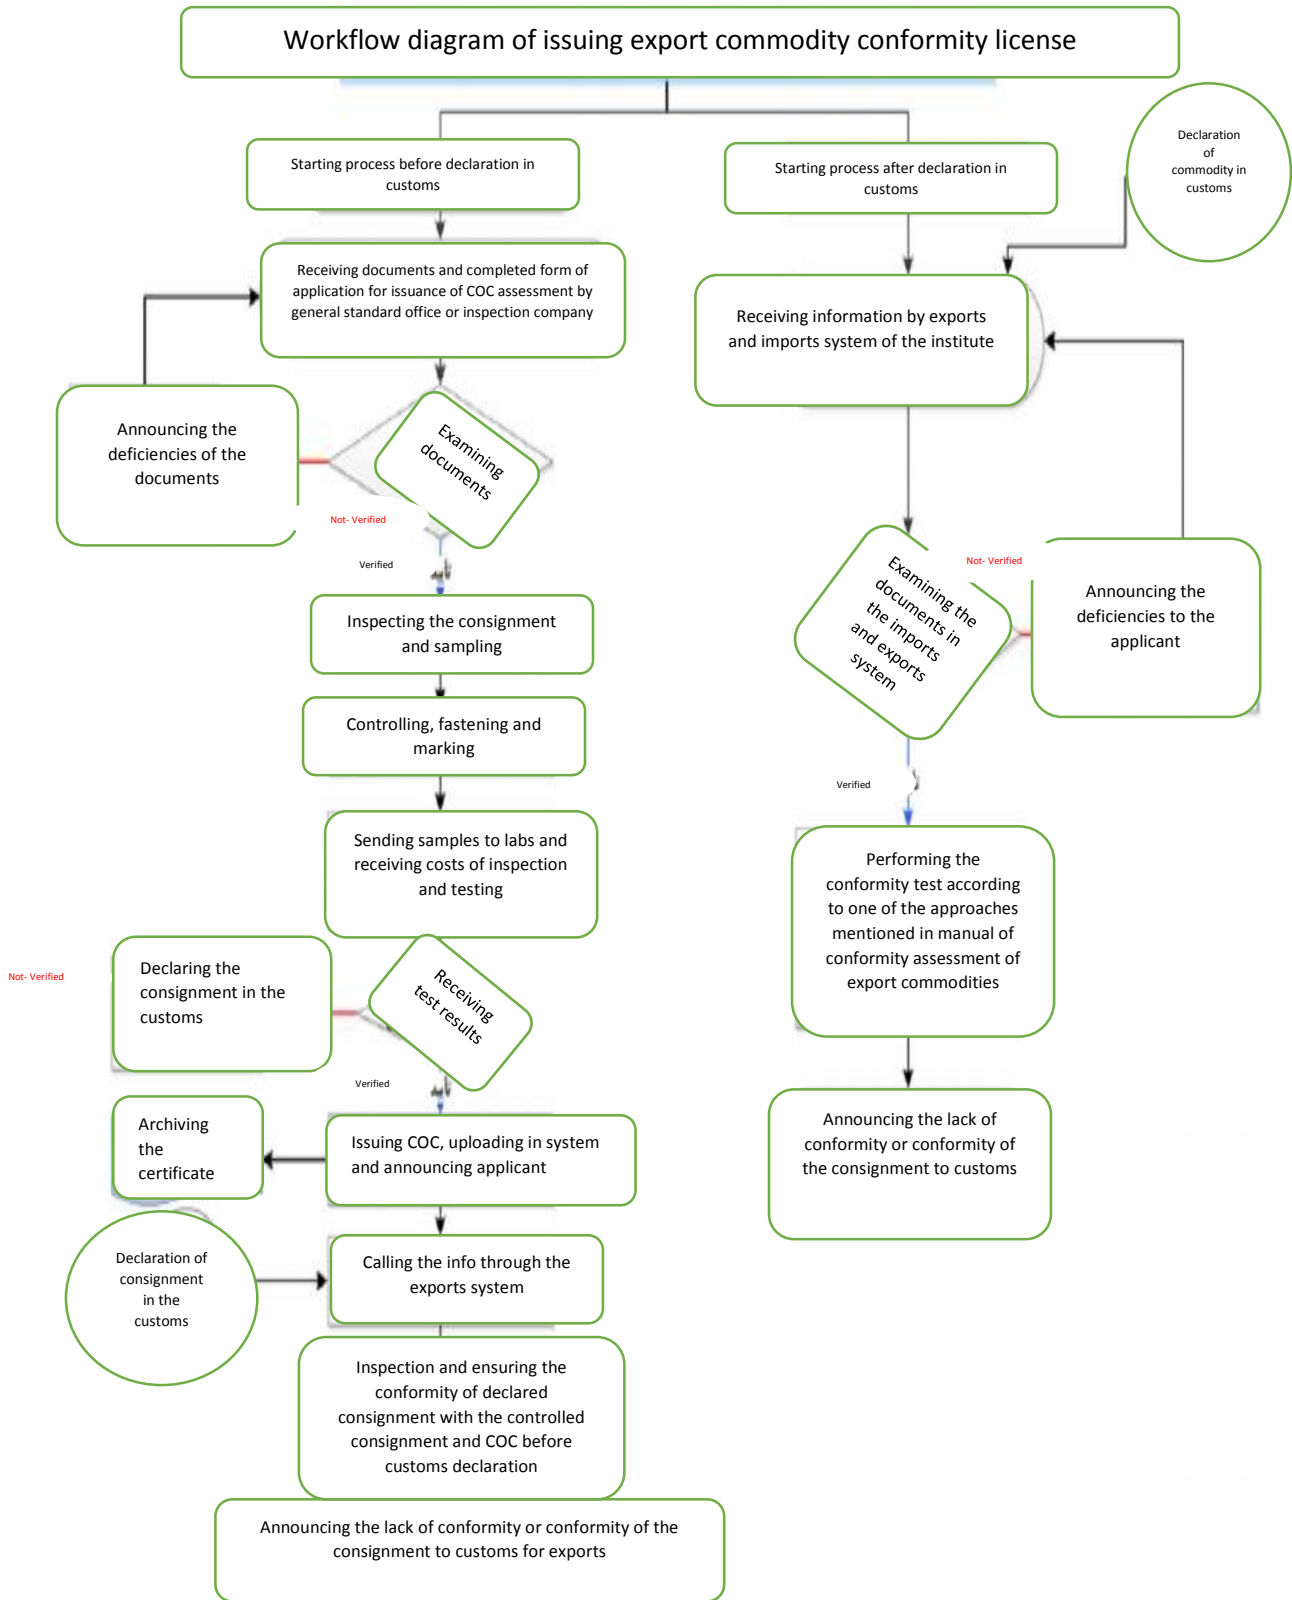 Workflow diagram of issuing export commodity conformity license
Declaration
of
commodity in
customs
Starting process before declaration in
customs
Starting process after declaration in
customs
Receiving documents and completed form of
application for issuance of COC assessment by
general standard office or inspection company
Receiving information by exports
and imports system of the institute
Announcing the
deficiencies of the
documents
Examining
documents
Not- Verified
Verified
Examining the
documents in
the imports
and exports
system
Not- Verified
Announcing the
deficiencies to the
applicant
Inspecting the consignment
and sampling
Controlling, fastening and
marking
Verified
Sending samples to labs and
receiving costs of inspection
and testing
Performing the
conformity test according
to one of the approaches
mentioned in manual of
conformity assessment of
export commodities
Not- Verified
Declaring the
consignment in the
customs
Receiving
test results
Verified
Archiving
the
certificate
Issuing COC, uploading in system
and announcing applicant
Announcing the lack of
conformity or conformity of
the consignment to customs
Declaration of
consignment
in the
customs
Calling the info through the
exports system
Inspection and ensuring the
conformity of declared
consignment with the controlled
consignment and COC before
customs declaration
Announcing the lack of conformity or conformity of the
consignment to customs for exports